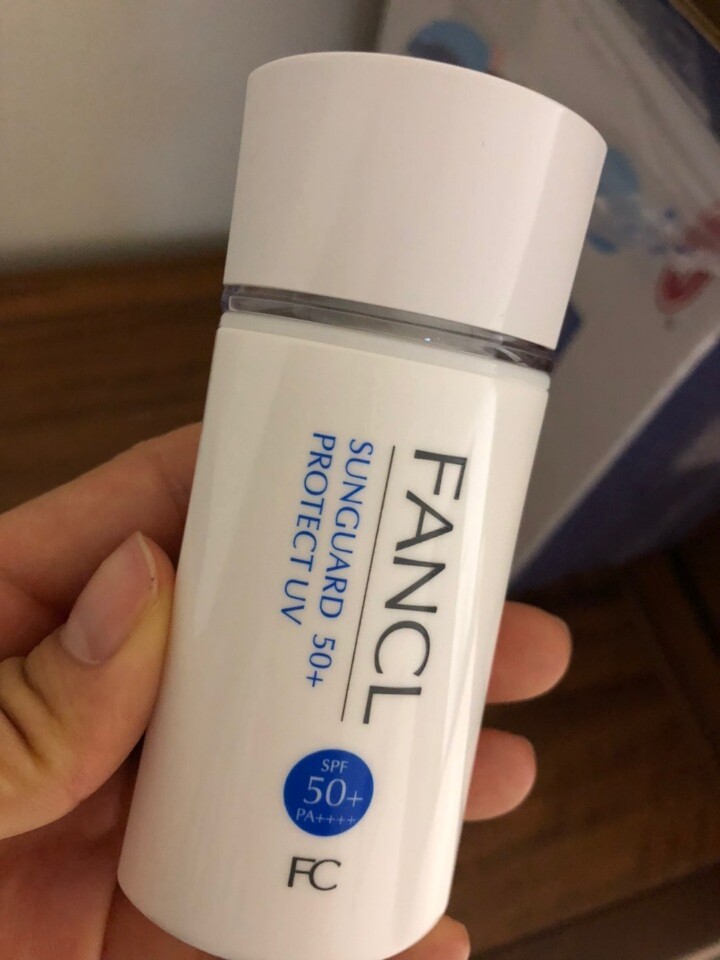 FANCL
SUNGUARD 50+
PROTECT UV
SPF
50+
PA++++
FC